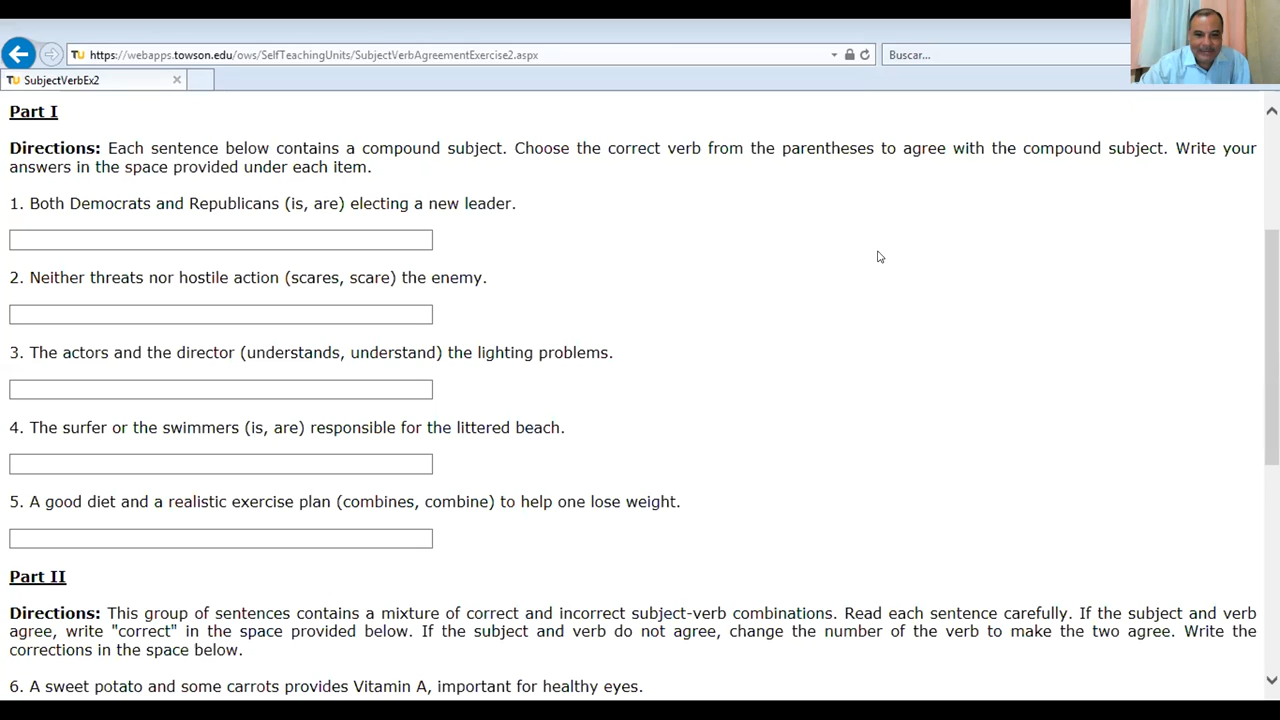 https://webapps.towson.edu/ows/SelfTeachingUnits/SubjectVerbAgreementExercise2.aspx
Buscar...
SubjectVerbEx2
Part I
Directions: Each sentence below contains a compound subject. Choose the correct verb from the parentheses to agree with the compound subject. Write your
answers in the space provided under each item.
1. Both Democrats and Republicans (is, are) electing a new leader.
2. Neither threats nor hostile action (scares, scare) the enemy.
3. The actors and the director (understands, understand) the lighting problems.
4. The surfer or the swimmers (is, are) responsible for the littered beach.
5. A good diet and a realistic exercise plan (combines, combine) to help one lose weight.
Part II
Directions: This group of sentences contains a mixture of correct and incorrect subject-verb combinations. Read each sentence carefully. If the subject and verb
agree, write "correct" in the space provided below. If the subject and verb do not agree, change the number of the verb to make the two agree. Write the
corrections in the space below.
6. A sweet potato and some carrots provides Vitamin A, important for healthy eyes.